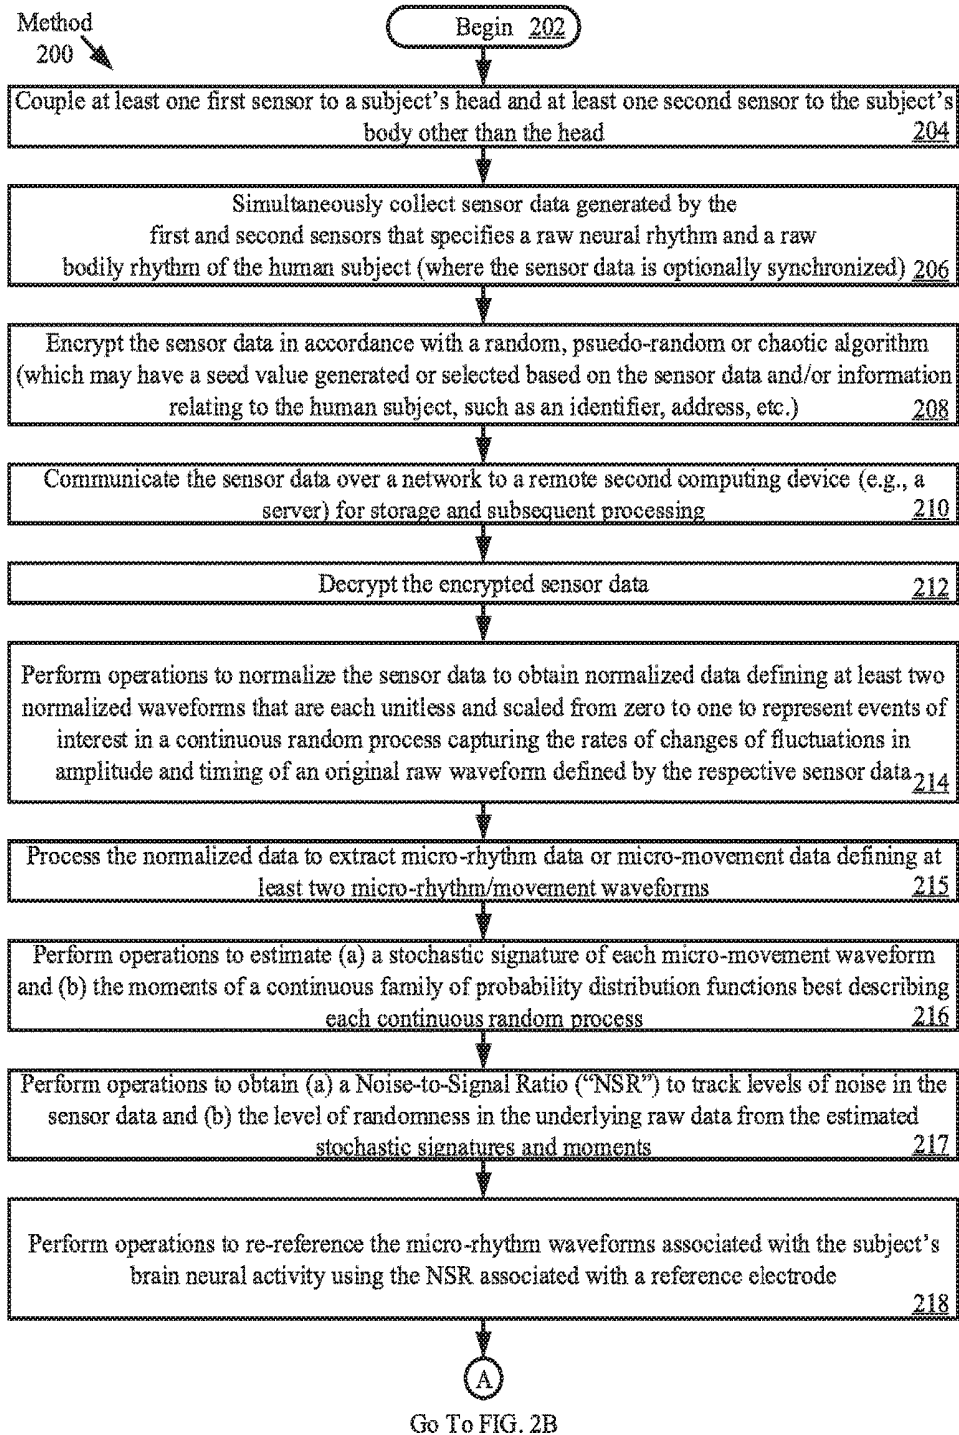 Method
200
Begin 202
Couple at least one first sensor to a subject's head and at least one second sensor to the subject's
body other than the head
204
Simultaneously collect sensor data generated by the
first and second sensors that specifies a raw neural rhythm and a raw
bodily rhythm of the human subject (where the sensor data is optionally synchronized) 206
Encrypt the sensor data in accordance with a random, psuedo-random or chaotic algorithm
(which may have a seed value generated or selected based on the sensor data and/or information
relating to the human subject, such as an identifier, address, etc.)
208
Communicate the sensor data over a network to a remote second computing device (e.g., a
server) for storage and subsequent processing
210
Decrypt the encrypted sensor data
212
Perform operations to normalize the sensor data to obtain normalized data defining at least two
normalized waveforms that are each unitless and scaled from zero to one to represent events of
interest in a continuous random process capturing the rates of changes of fluctuations in
amplitude and timing of an original raw waveform defined by the respective sensor data 214
Process the normalized data to extract micro-rhythm data or micro-movement data defining at
least two micro-rhythm/movement waveforms
215
Perform operations to estimate (a) a stochastic signature of each micro-movement waveform
and (b) the moments of a continuous family of probability distribution functions best describing
each continuous random process
216
Perform operations to obtain (a) a Noise-to-Signal Ratio (“NSR”) to track levels of noise in the
sensor data and (b) the level of randomness in the underlying raw data from the estimated
stochastic signatures and moments
217
Perform operations to re-reference the micro-rhythm waveforms associated with the subject's
brain neural activity using the NSR associated with a reference electrode
218
A
Go To FIG. 2B